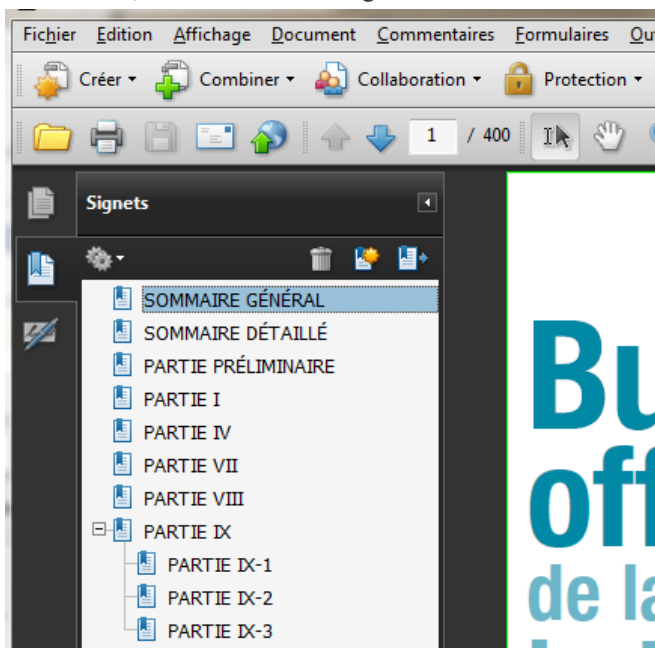 Fichier Edition Affichage Document Commentaires Formulaires
Créer Combiner Collaboration Protection
1 / 400
Signets
SOMMAIRE GÉNÉRAL
SOMMAIRE DÉTAILLÉ
PARTIE PRÉLIMINAIRE
PARTIE I
PARTIE IV
PARTIE VII
PARTIE VIII
PARTIE IX
PARTIE IX-1
PARTIE IX-2
PARTIE IX-3
Bu
off
de la